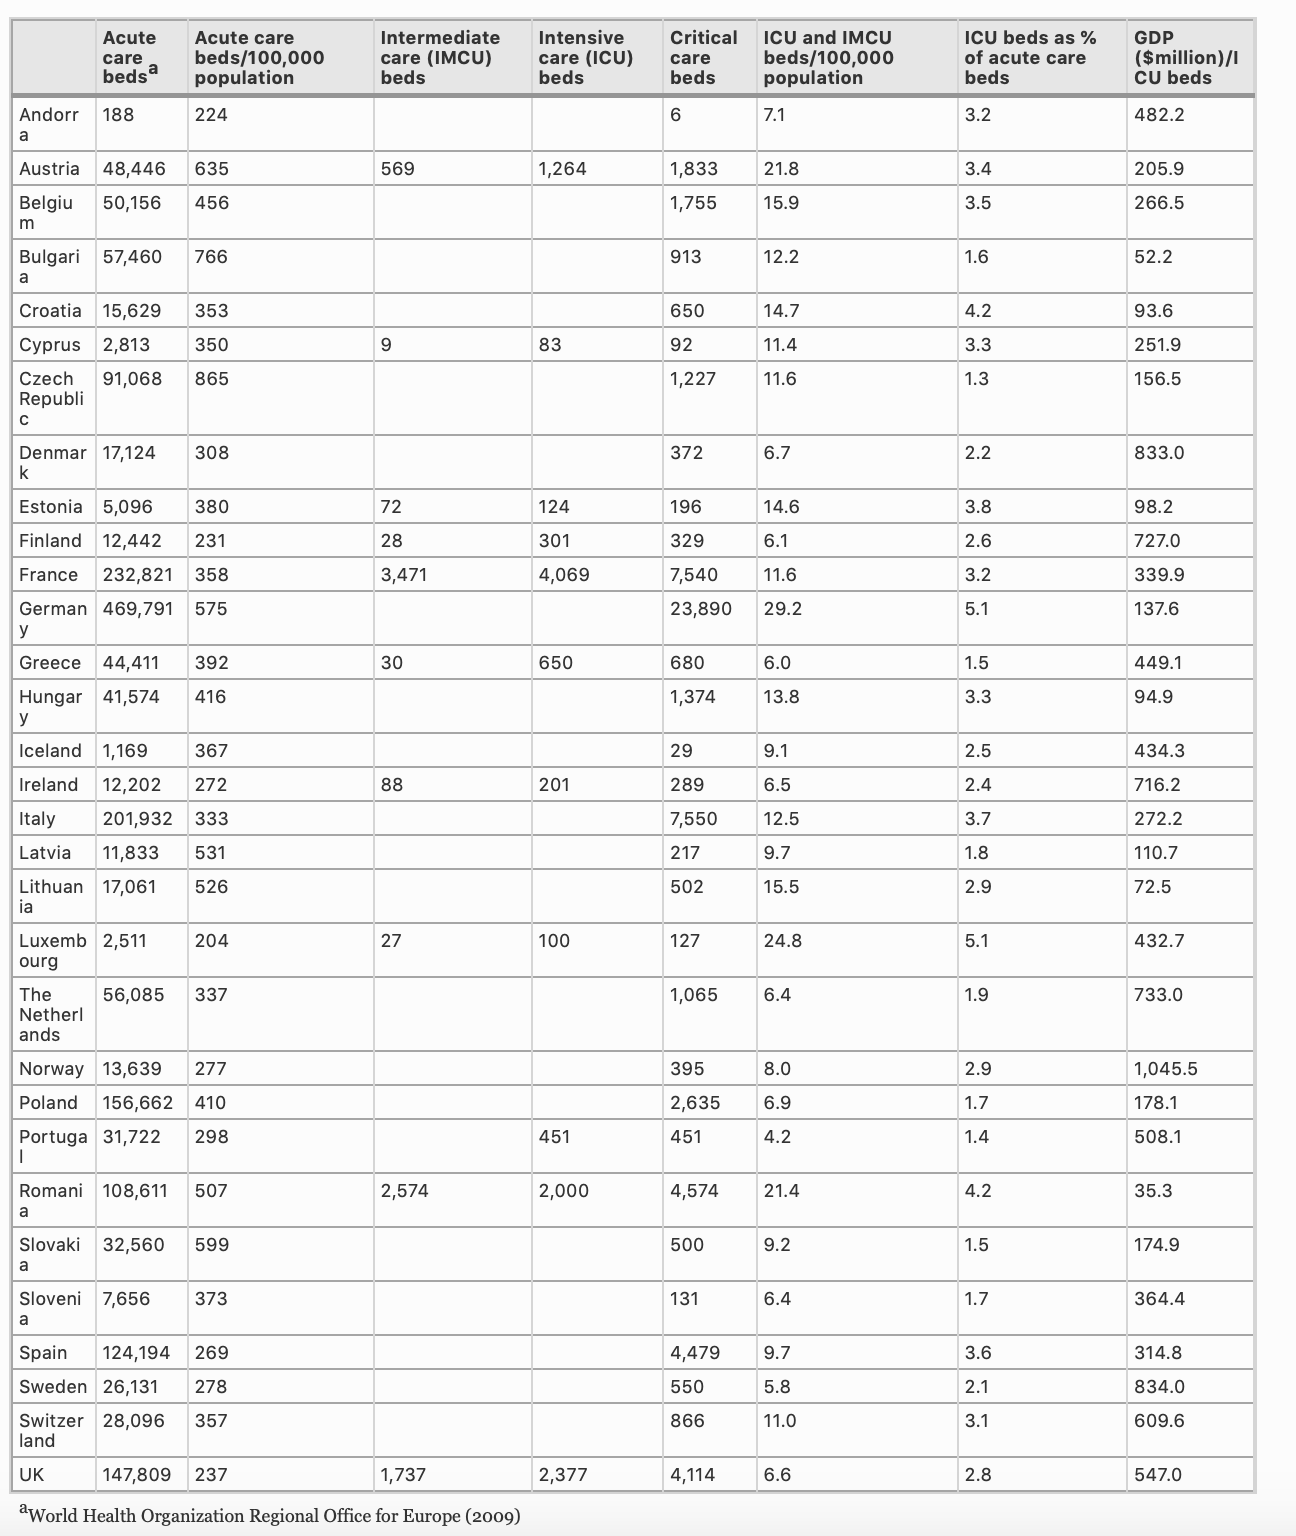 Acute care beds^a | Acute care beds/100,000 population | Intermediate care (IMCU) beds | Intensive care (ICU) beds | Critical care beds | ICU and IMCU beds/100,000 population | ICU beds as % of acute care beds | GDP ($million)/ICU beds
Andorra 188 224 6 7.1 3.2 482.2
Austria 48,446 635 569 1,264 1,833 21.8 3.4 205.9
Belgium 50,156 456 1,755 15.9 3.5 266.5
Bulgaria 57,460 766 913 12.2 1.6 52.2
Croatia 15,629 353 650 14.7 4.2 93.6
Cyprus 2,813 350 9 83 92 11.4 3.3 251.9
Czech Republic 91,068 865 1,227 11.6 1.3 156.5
Denmark 17,124 308 372 6.7 2.2 833.0
Estonia 5,096 380 72 124 196 14.6 3.8 98.2
Finland 12,442 231 28 301 329 6.1 2.6 727.0
France 232,821 358 3,471 4,069 7,540 11.6 3.2 339.9
Germany 469,791 575 23,890 29.2 5.1 137.6
Greece 44,411 392 30 650 680 6.0 1.5 449.1
Hungary 41,574 416 1,374 13.8 3.3 94.9
Iceland 1,169 367 29 9.1 2.5 434.3
Ireland 12,202 272 88 201 289 6.5 2.4 716.2
Italy 201,932 333 7,550 12.5 3.7 272.2
Latvia 11,833 531 217 9.7 1.8 110.7
Lithuania 17,061 526 502 15.5 2.9 72.5
Luxembourg 2,511 204 27 100 127 24.8 5.1 432.7
The Netherlands 56,085 337 1,065 6.4 1.9 733.0
Norway 13,639 277 395 8.0 2.9 1,045.5
Poland 156,662 410 2,635 6.9 1.7 178.1
Portugal 31,722 298 451 451 4.2 1.4 508.1
Romania 108,611 507 2,574 2,000 4,574 21.4 4.2 35.3
Slovakia 32,560 599 500 9.2 1.5 174.9
Slovenia 7,656 373 131 6.4 1.7 364.4
Spain 124,194 269 4,479 9.7 3.6 314.8
Sweden 26,131 278 550 5.8 2.1 834.0
Switzerland 28,096 357 866 11.0 3.1 609.6
UK 147,809 237 1,737 2,377 4,114 6.6 2.8 547.0
^aWorld Health Organization Regional Office for Europe (2009)